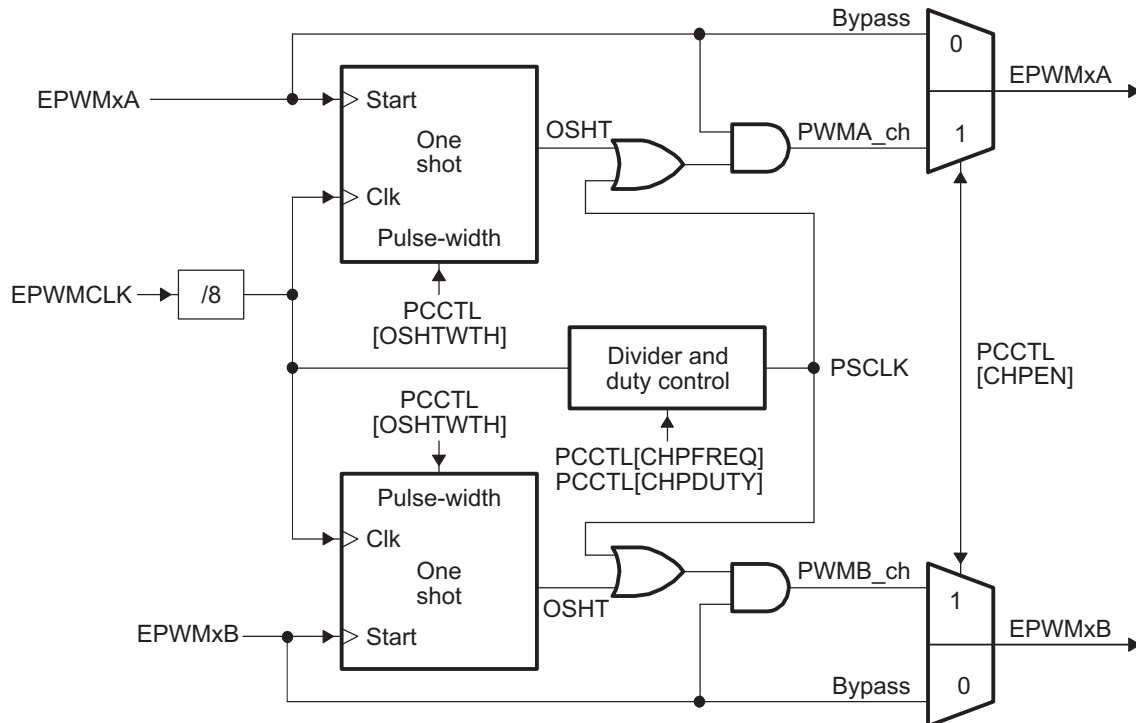 Bypass
0
EPWMxA
EPWMxA
Start
OSHT
PWMA_ch
1
One
shot
Clk
Pulse-width
EPWMCLK
/8
PCCTL
[OSHTWTH]
Divider and
duty control
PSCLK
PCCTL
[CHPEN]
PCCTL
[OSHTWTH]
PCCTL[CHPFREQ]
PCCTL[CHPDUTY]
Pulse-width
Clk
One
shot
OSHT
PWMB_ch
1
EPWMxB
Start
EPWMxB
Bypass
0